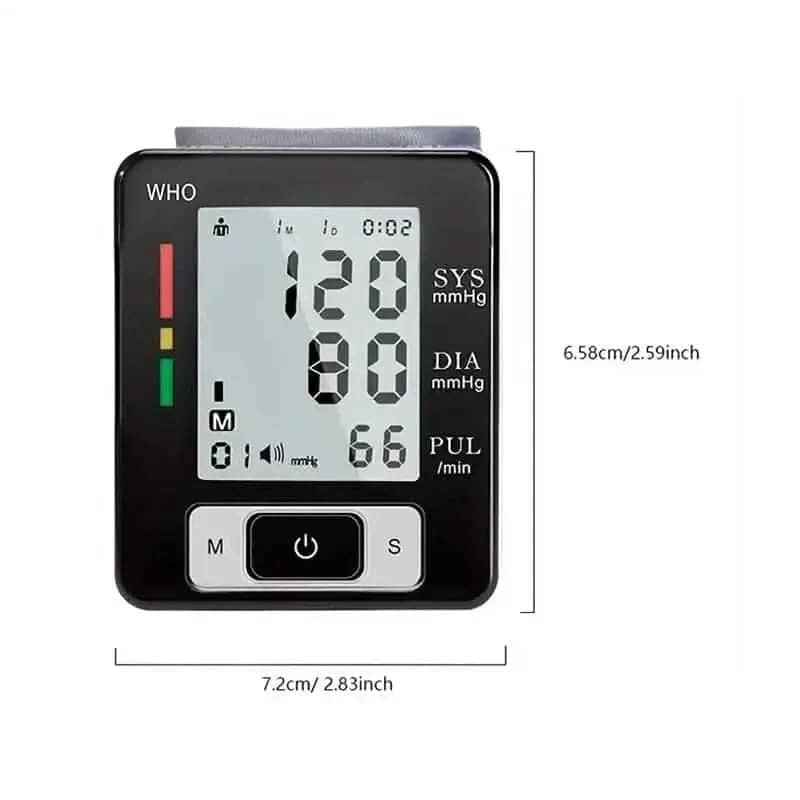 WHO
1M 1D 0:02
120 SYS
mmHg
80 DIA
mmHg
M
01 mmHg 66 PUL
/min
M S
6.58cm/2.59inch
7.2cm/ 2.83inch